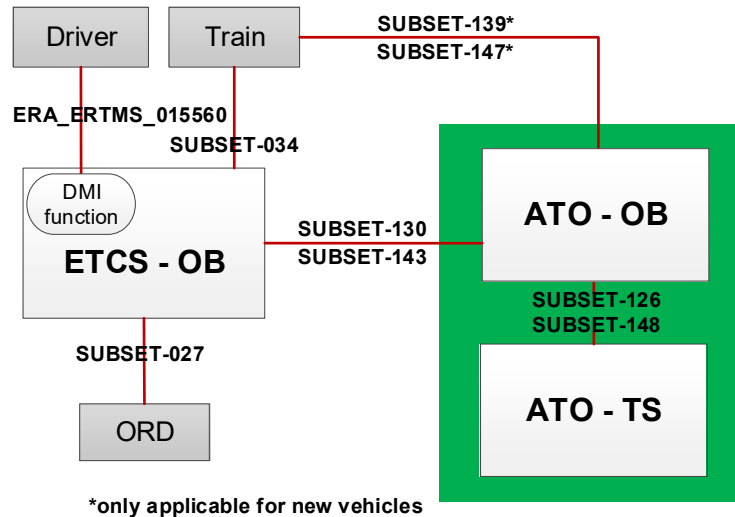 Driver
Train
SUBSET-139*
SUBSET-147*
ERA_ERTMS_015560
SUBSET-034
DMI
function
ETCS - OB
SUBSET-130
SUBSET-143
ATO - OB
SUBSET-126
SUBSET-148
SUBSET-027
ATO - TS
ORD
*only applicable for new vehicles